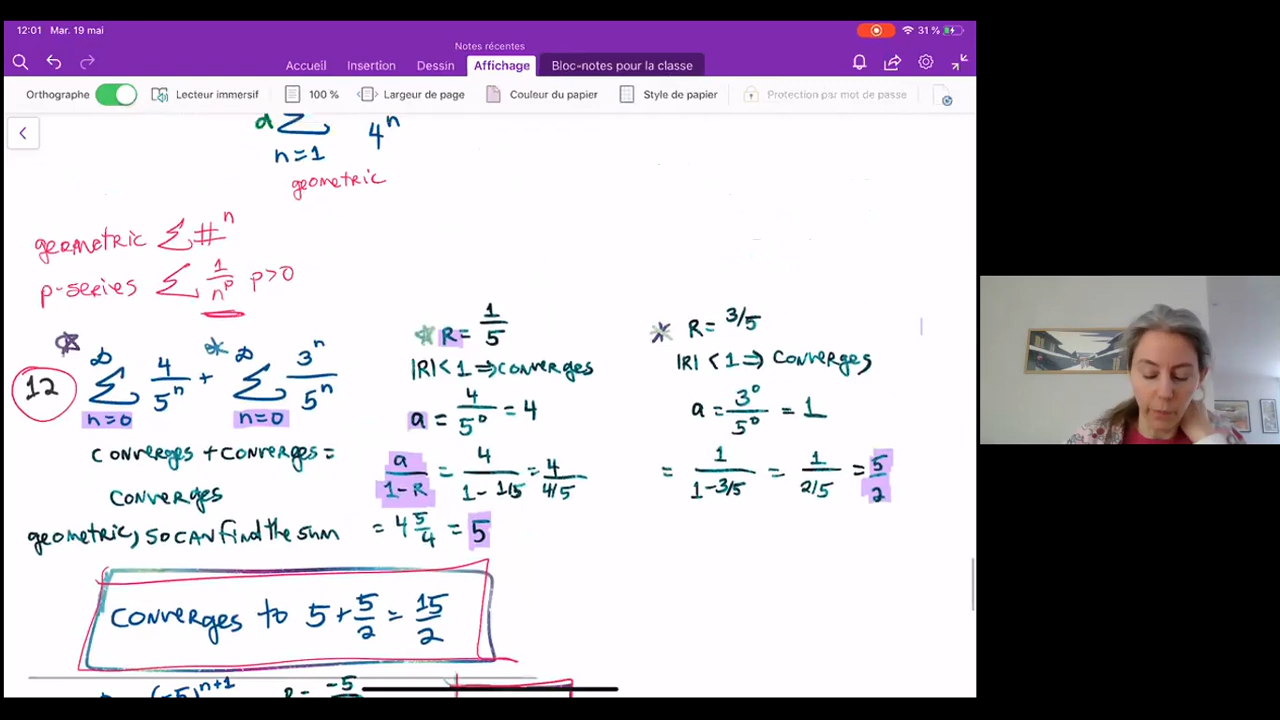 12:01 Mar. 19 mai
31 %
Notes récentes
Accueil Insertion Dessin Affichage Bloc-notes pour la classe
Orthographe Lecteur immersif 100 % Largeur de page Couleur du papier Style de papier Protection par mot de passe
∑ 4^n
n=1
geometric
geometric ∑ #^n
p-series ∑ 1/n^p p>0
12 ∞∑n=0 4/5^n + ∞∑n=0 3^n/5^n
converges + converges =
converges
geometric, so can find the sum
R = 1/5
|R| < 1 ⇒ converges
a = 4/5^0 = 4
a/(1-R) = 4/(1-1/5) = 4/(4/5)
= 4 5/4 = 5
R = 3/5
|R| < 1 ⇒ converges
a = 3^0/5^0 = 1
= 1/(1-3/5) = 1/(2/5) = 5/2
Converges to 5 + 5/2 = 15/2
(-5)^n+1 R = -5